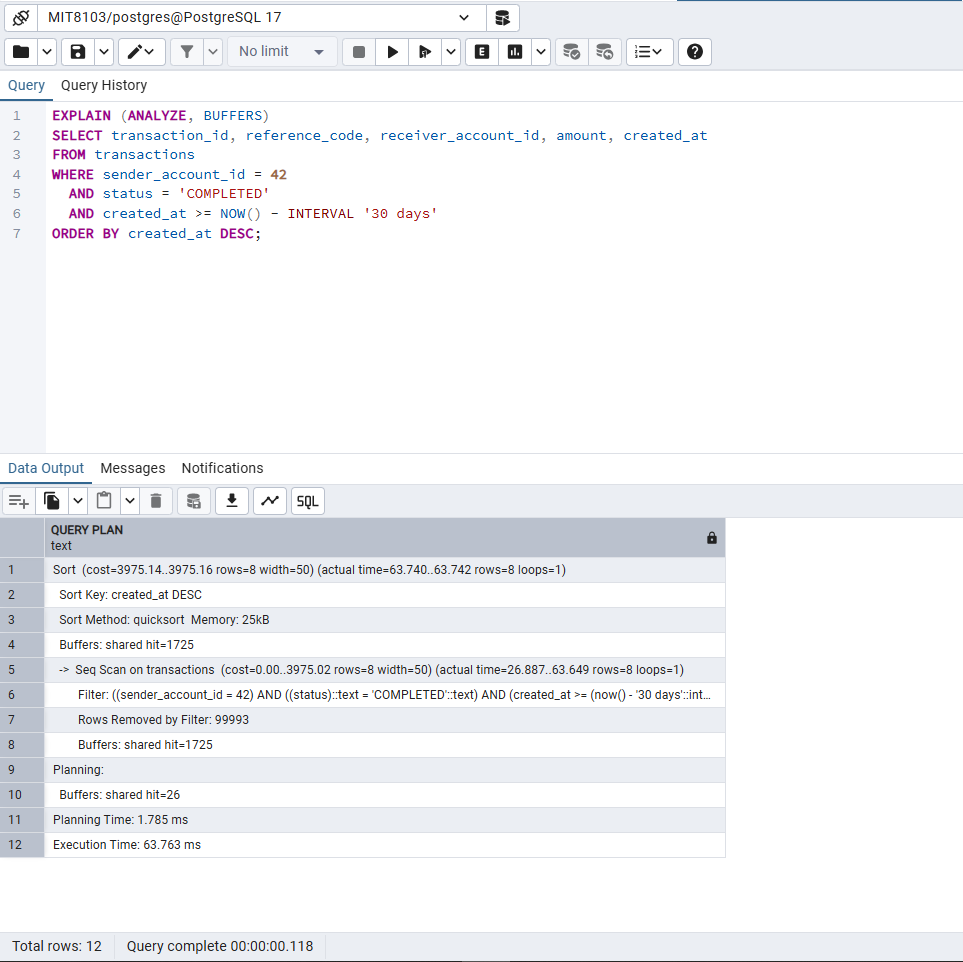 MIT8103/postgres@PostgreSQL 17
No limit
E
Query Query History
1 EXPLAIN (ANALYZE, BUFFERS)
2 SELECT transaction_id, reference_code, receiver_account_id, amount, created_at
3 FROM transactions
4 WHERE sender_account_id = 42
5 AND status = 'COMPLETED'
6 AND created_at >= NOW() - INTERVAL '30 days'
7 ORDER BY created_at DESC;
Data Output Messages Notifications
SQL
QUERY PLAN
text
1 Sort (cost=3975.14..3975.16 rows=8 width=50) (actual time=63.740..63.742 rows=8 loops=1)
2 Sort Key: created_at DESC
3 Sort Method: quicksort Memory: 25kB
4 Buffers: shared hit=1725
5 -> Seq Scan on transactions (cost=0.00..3975.02 rows=8 width=50) (actual time=26.887..63.649 rows=8 loops=1)
6 Filter: ((sender_account_id = 42) AND ((status)::text = 'COMPLETED'::text) AND (created_at >= (now() - '30 days'::int...
7 Rows Removed by Filter: 99993
8 Buffers: shared hit=1725
9 Planning:
10 Buffers: shared hit=26
11 Planning Time: 1.785 ms
12 Execution Time: 63.763 ms
Total rows: 12 Query complete 00:00:00.118